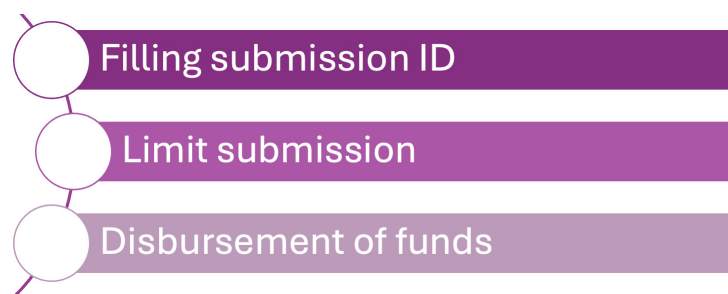 Filling submission ID
Limit submission
Disbursement of funds